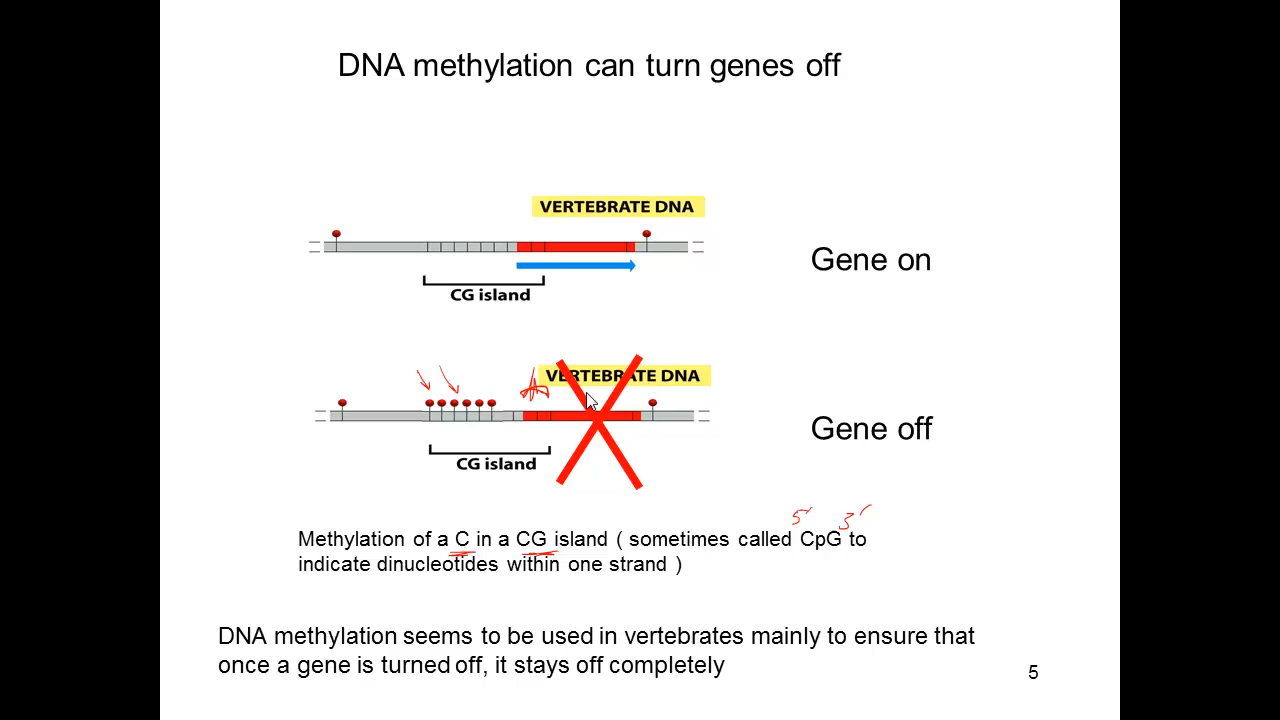 DNA methylation can turn genes off
VERTEBRATE DNA
Gene on
CG island
VERTEBRATE DNA
Gene off
CG island
5' 3'
Methylation of a C in a CG island ( sometimes called CpG to
indicate dinucleotides within one strand )
DNA methylation seems to be used in vertebrates mainly to ensure that
once a gene is turned off, it stays off completely
5